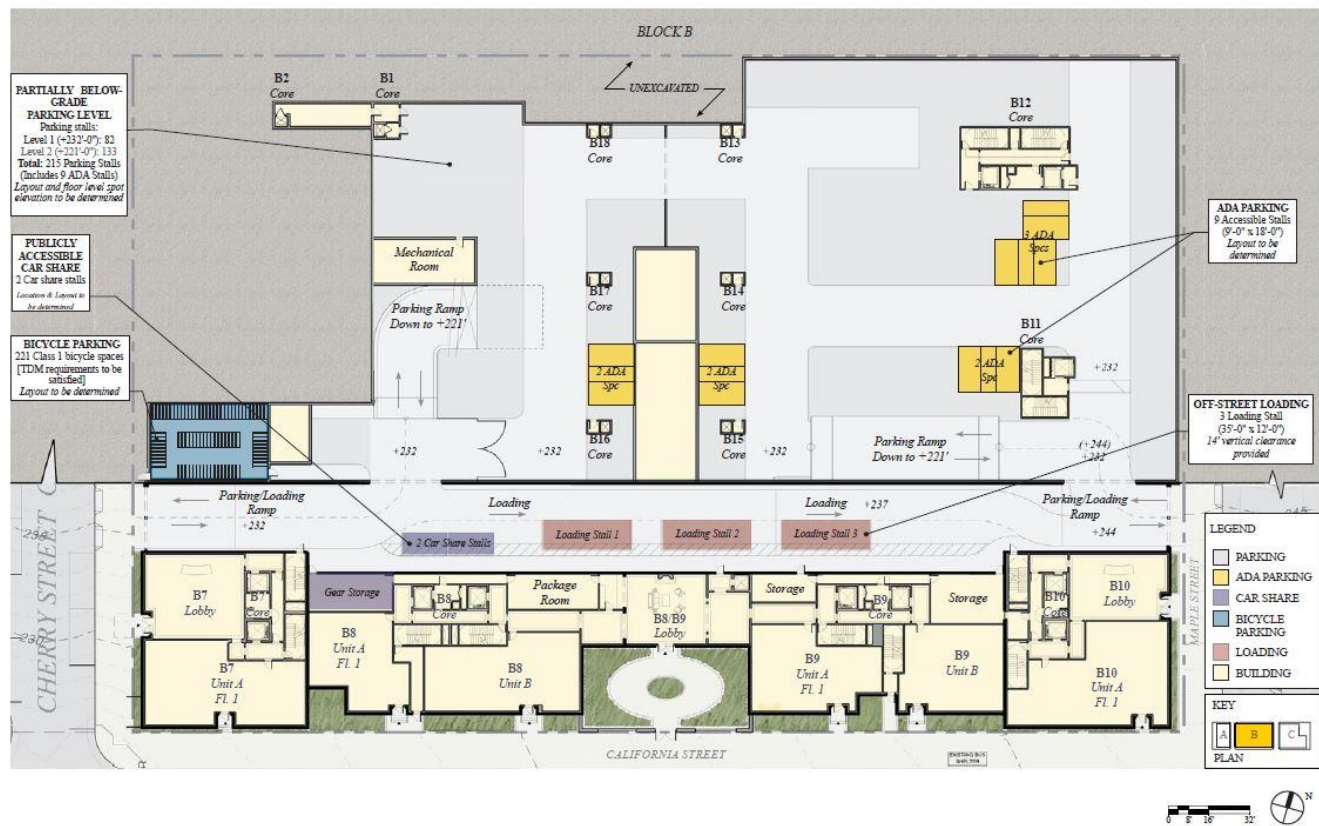 BLOCK B
UNEXCAVATED
PARTIALLY BELOW-
GRADE
PARKING LEVEL
Parking stalls:
Level 1 (+232'-0"): 82
Level 2 (+221'-0"): 133
Total: 215 Parking Stalls
(Includes 9 ADA Stalls)
Layout and floor level spot
elevation to be determined
B2
Core
B1
Core
B18
Core
B13
Core
B12
Core
ADA PARKING
9 Accessible Stalls
(9'-0" x 18'-0")
Layout to be
determined
3 ADA
Spcs
PUBLICLY
ACCESSIBLE
CAR SHARE
2 Car share stalls
Location & Layout to
be determined
Mechanical
Room
B17
Core
B14
Core
Parking Ramp
Down to +221'
B11
Core
BICYCLE PARKING
221 Class 1 bicycle spaces
[TDM requirements to be
satisfied]
Layout to be determined
2 ADA
Spc
2 ADA
Spc
2 ADA
Spc
+232
OFF-STREET LOADING
3 Loading Stall
(35'-0" x 12'-0")
14' vertical clearance
provided
B16
Core
B15
Core
+232
+232
+232
Parking Ramp
Down to +221'
(+244)
+232
Parking/Loading
Ramp
+232
Loading
Loading
+237
Parking/Loading
Ramp
+244
2 Car Share Stalls
Loading Stall 1
Loading Stall 2
Loading Stall 3
CHERRY STREET
MAPLE STREET
B7
Lobby
B7
Core
Gear Storage
B8
Core
Package
Room
B8/B9
Lobby
Storage
B9
Core
Storage
B10
Core
B10
Lobby
B7
Unit A
Fl. 1
B8
Unit A
Fl. 1
B8
Unit B
B9
Unit A
Fl. 1
B9
Unit B
B10
Unit A
Fl. 1
CALIFORNIA STREET
EXISTING BUS
SHELTER
LEGEND
PARKING
ADA PARKING
CAR SHARE
BICYCLE
PARKING
LOADING
BUILDING
KEY
A
B
C
PLAN
0 8' 16' 32'
N